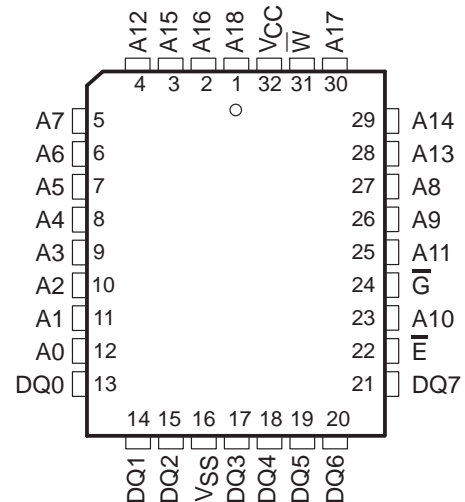 A12 A15 A16 A18 VCC W̅ A17
4 3 2 1 32 31 30
A7 5 29 A14
A6 6 28 A13
A5 7 27 A8
A4 8 26 A9
A3 9 25 A11
A2 10 24 G̅
A1 11 23 A10
A0 12 22 E̅
DQ0 13 21 DQ7
14 15 16 17 18 19 20
DQ1 DQ2 VSS DQ3 DQ4 DQ5 DQ6